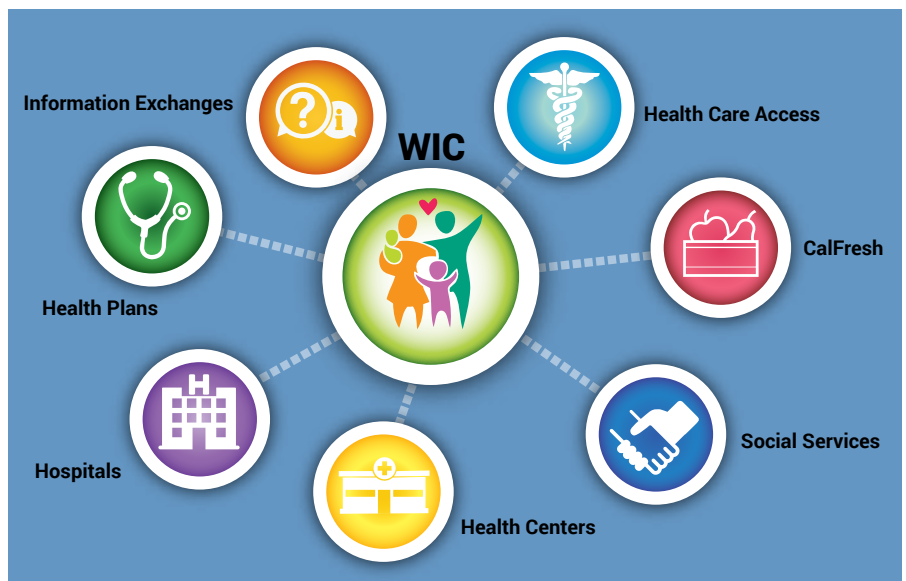 Information Exchanges
Health Care Access
WIC
CalFresh
Health Plans
H
Social Services
Hospitals
Health Centers
?
i